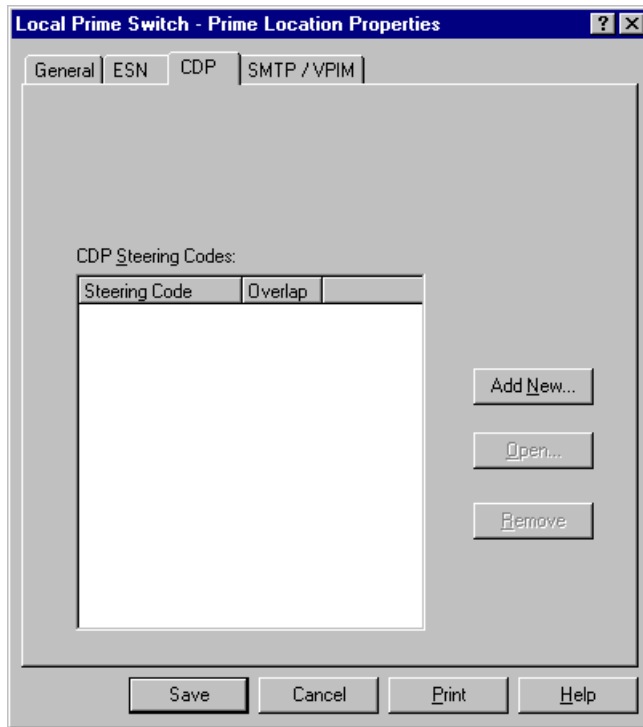 Local Prime Switch - Prime Location Properties
General ESN CDP SMTP / VPIM
CDP Steering Codes:
Steering Code Overlap
Add New...
Open...
Remove
Save Cancel Print Help